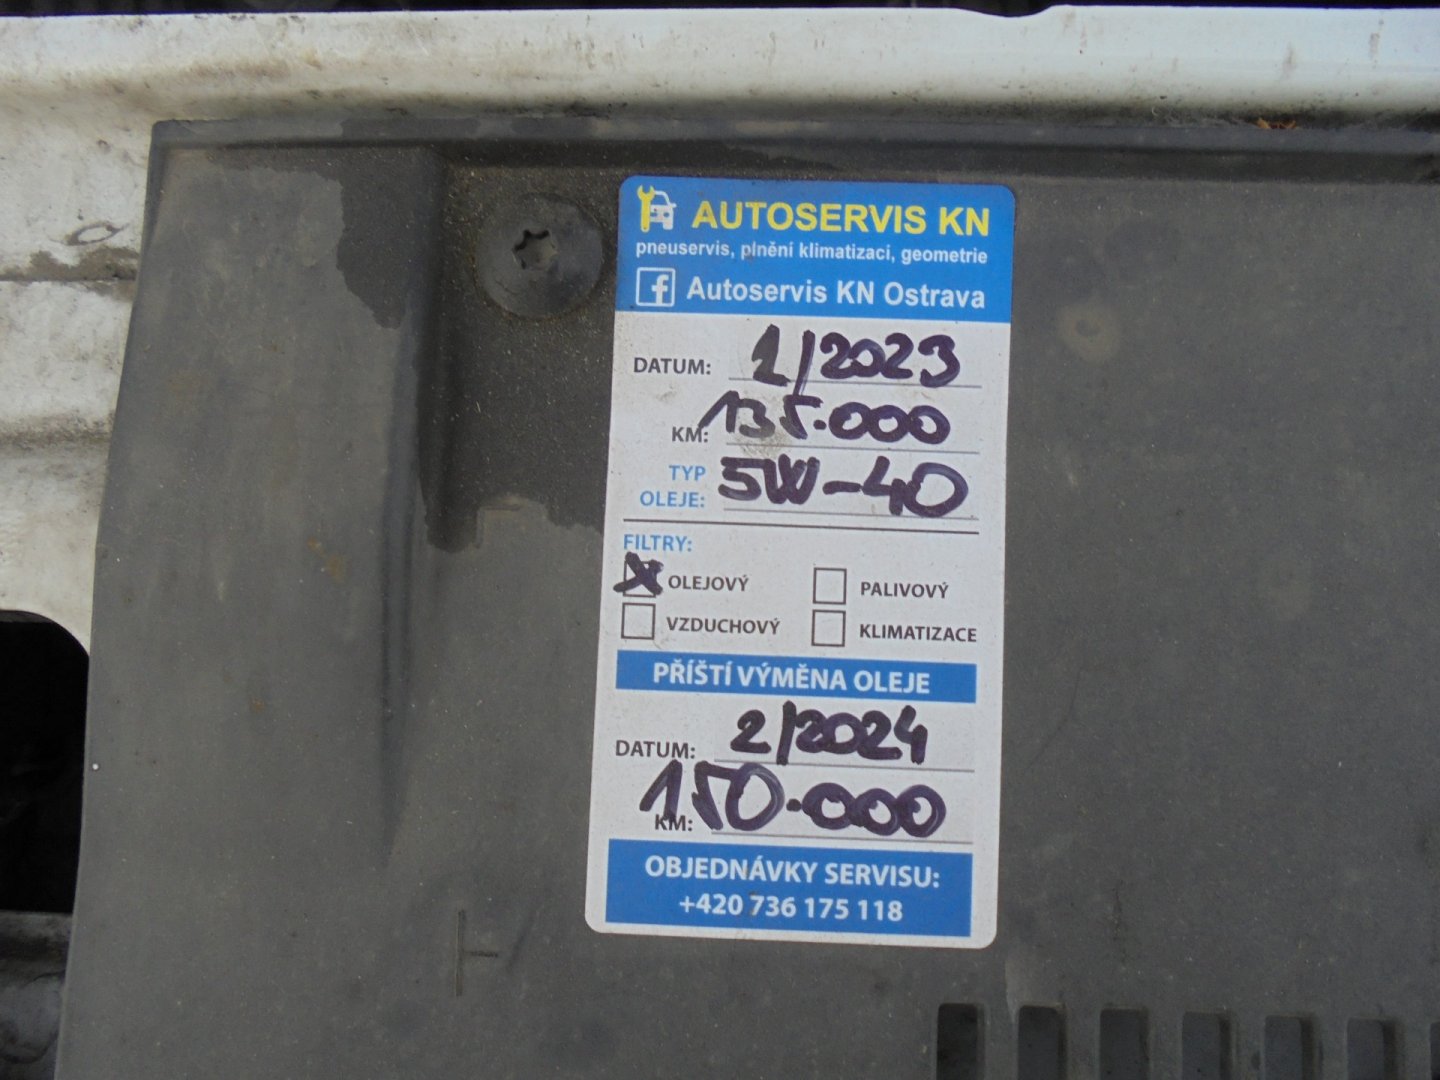 AUTOSERVIS KN
pneuservis, plnění klimatizací, geometrie
f Autoservis KN Ostrava
DATUM: 1/2023
KM: 135.000
TYP OLEJE: 5W-40
FILTRY:
X OLEJOVÝ PALIVOVÝ
VZDUCHOVÝ KLIMATIZACE
PŘÍŠTÍ VÝMĚNA OLEJE
DATUM: 2/2024
KM: 150.000
OBJEDNÁVKY SERVISU:
+420 736 175 118